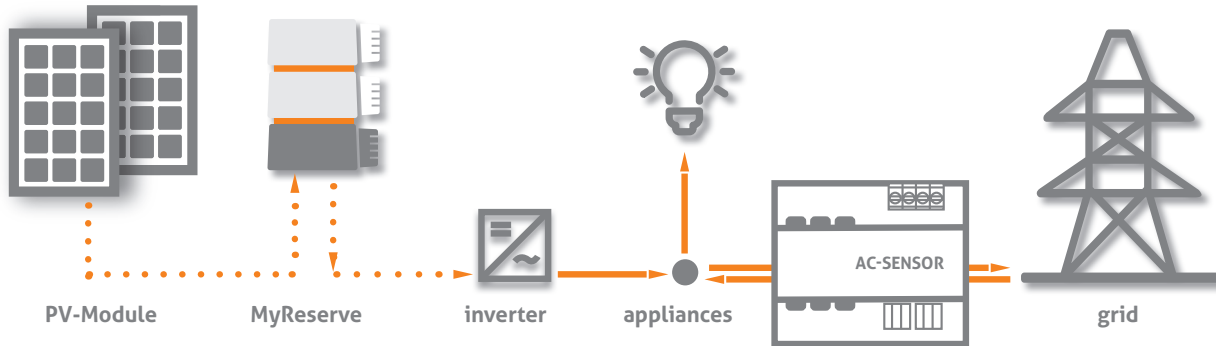 AC-SENSOR
PV-Module
MyReserve
inverter
appliances
grid